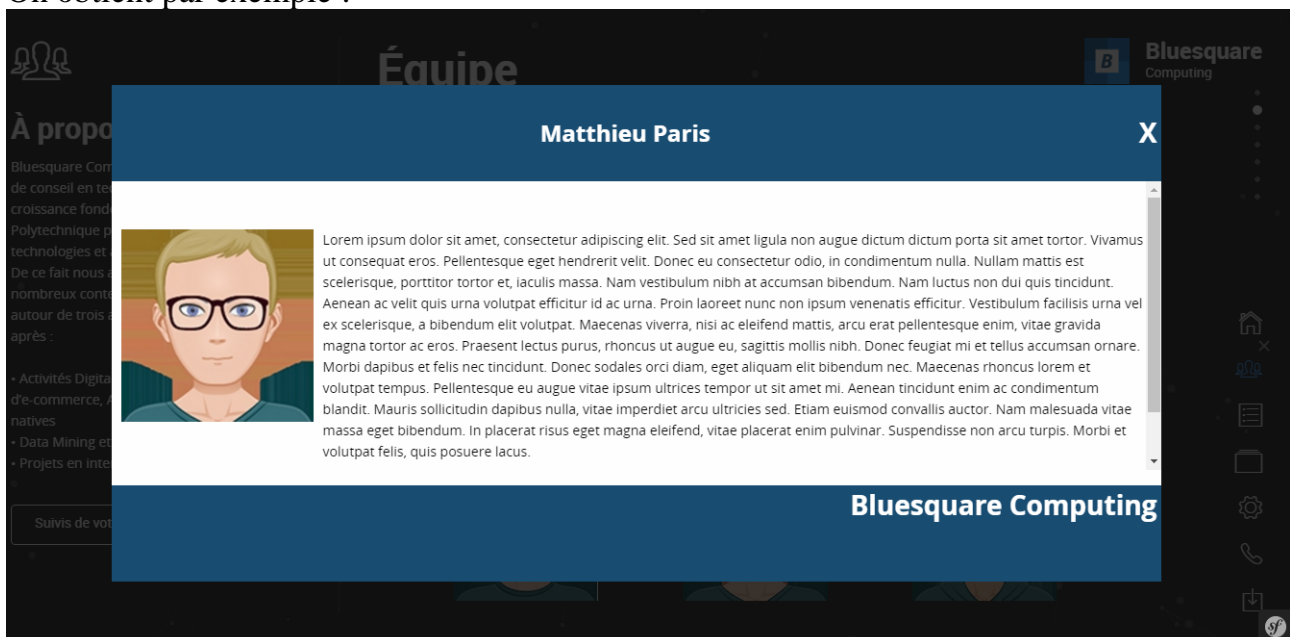 On obtient par exemple :
Équipe
B
Bluesquare
Computing
À propo
Bluesquare Com
de conseil en te
croissance fond
Polytechnique p
technologies et
De ce fait nous a
nombreux conte
autour de trois a
après :
• Activités Digita
d'e-commerce, A
natives
• Data Mining et
• Projets en inte
Suivis de vot
Matthieu Paris
X
Lorem ipsum dolor sit amet, consectetur adipiscing elit. Sed sit amet ligula non augue dictum dictum porta sit amet tortor. Vivamus
ut consequat eros. Pellentesque eget hendrerit velit. Donec eu consectetur odio, in condimentum nulla. Nullam mattis est
scelerisque, porttitor tortor et, iaculis massa. Nam vestibulum nibh at accumsan bibendum. Nam luctus non dui quis tincidunt.
Aenean ac velit quis urna volutpat efficitur id ac urna. Proin laoreet nunc non ipsum venenatis efficitur. Vestibulum facilisis urna vel
ex scelerisque, a bibendum elit volutpat. Maecenas viverra, nisi ac eleifend mattis, arcu erat pellentesque enim, vitae gravida
magna tortor ac eros. Praesent lectus purus, rhoncus ut augue eu, sagittis mollis nibh. Donec feugiat mi et tellus accumsan ornare.
Morbi dapibus et felis nec tincidunt. Donec sodales orci diam, eget aliquam elit bibendum nec. Maecenas rhoncus lorem et
volutpat tempus. Pellentesque eu augue vitae ipsum ultrices tempor ut sit amet mi. Aenean tincidunt enim ac condimentum
blandit. Mauris sollicitudin dapibus nulla, vitae imperdiet arcu ultricies sed. Etiam euismod convallis auctor. Nam malesuada vitae
massa eget bibendum. In placerat risus eget magna eleifend, vitae placerat enim pulvinar. Suspendisse non arcu turpis. Morbi et
volutpat felis, quis posuere lacus.
Bluesquare Computing
sf